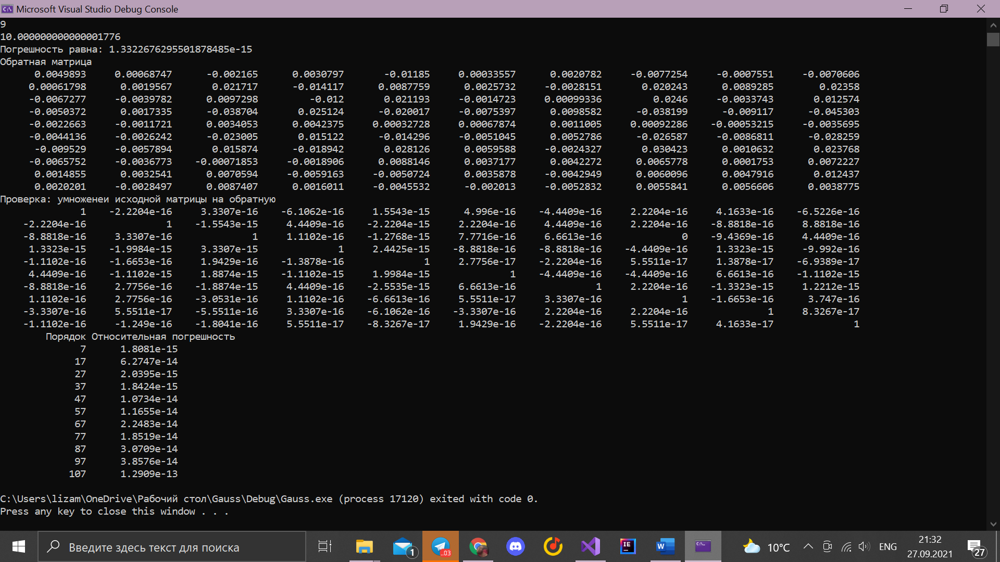 Microsoft Visual Studio Debug Console
9
10.000000000000001776
Погрешность равна: 1.3322676295501878485e-15
Обратная матрица
0.0049893 0.00068747 -0.002165 0.0030797 -0.01185 0.00033557 0.0020782 -0.0077254 -0.0007551 -0.0070606
0.00061798 0.0019567 0.021717 -0.014117 0.0087759 0.0025732 -0.0028151 0.020243 0.0089285 0.02358
-0.0067277 -0.0039782 0.0097298 -0.012 0.021193 -0.0014723 0.00099336 0.0246 -0.0033743 0.012574
-0.0050372 0.0017335 -0.038704 0.025124 -0.020017 -0.0075397 0.0098582 -0.038199 -0.009117 -0.045303
-0.0022663 -0.0011721 0.0034053 0.0042375 0.00032728 0.00067874 0.0011005 0.00092286 -0.00053215 -0.0035695
-0.0044136 -0.0026242 -0.023005 0.015122 -0.014296 -0.0051045 0.0052786 -0.026587 -0.0086811 -0.028259
-0.009529 -0.0057894 0.015874 -0.018942 0.028126 0.0059588 -0.0024327 0.030423 0.0010632 0.023768
-0.0065752 -0.0036773 -0.00071853 -0.0018906 0.0088146 0.0037177 0.0042272 0.0065778 0.0001753 0.0072227
0.0014855 0.0032541 0.0070594 -0.0059163 -0.0050724 0.0035878 -0.0042949 0.0060096 0.0047916 0.012437
0.0020201 -0.0028497 0.0087407 0.0016011 -0.0045532 -0.002013 -0.0052832 0.0055841 0.0056606 0.0038775
Проверка: умноженеи исходной матрицы на обратную
1 -2.2204e-16 3.3307e-16 -6.1062e-16 1.5543e-15 4.996e-16 -4.4409e-16 2.2204e-16 4.1633e-16 -6.5226e-16
-2.2204e-16 1 -1.5543e-15 4.4409e-16 -2.2204e-15 2.2204e-16 4.4409e-16 2.2204e-16 -8.8818e-16 8.8818e-16
-8.8818e-16 3.3307e-16 1 1.1102e-16 -1.2768e-15 7.7716e-16 6.6613e-16 0 -9.4369e-16 4.4409e-16
1.3323e-15 -1.9984e-15 3.3307e-15 1 2.4425e-15 -8.8818e-16 -8.8818e-16 -4.4409e-16 1.3323e-15 -9.992e-16
-1.1102e-16 -1.6653e-16 1.9429e-16 -1.3878e-17 1 2.7756e-17 -2.2204e-16 5.5511e-17 1.3878e-17 -6.9389e-17
4.4409e-16 -1.1102e-15 1.8874e-15 -1.1102e-15 1.9984e-15 1 -4.4409e-16 -4.4409e-16 6.6613e-16 -1.1102e-15
-8.8818e-16 2.7756e-16 -1.8874e-15 4.4409e-16 -2.5535e-15 6.6613e-16 1 2.2204e-16 -1.3323e-15 1.2212e-15
1.1102e-16 2.7756e-16 -3.0531e-16 1.1102e-16 -6.6613e-16 5.5511e-17 3.3307e-16 1 -1.6653e-16 3.747e-16
-3.3307e-16 5.5511e-17 -5.5511e-16 3.3307e-16 -6.1062e-16 -3.3307e-16 2.2204e-16 2.2204e-16 1 8.3267e-17
-1.1102e-16 -1.249e-16 -1.8041e-16 5.5511e-17 -8.3267e-17 1.9429e-16 -2.2204e-16 5.5511e-17 4.1633e-17 1
Порядок Относительная погрешность
7 1.8081e-15
17 6.2747e-14
27 2.0395e-15
37 1.8424e-15
47 1.0734e-14
57 1.1655e-14
67 2.2483e-14
77 1.8519e-14
87 3.0709e-14
97 3.8576e-14
107 1.2909e-13
C:\Users\lizam\OneDrive\Рабочий стол\Gauss\Debug\Gauss.exe (process 17120) exited with code 0.
Press any key to close this window . . .
Введите здесь текст для поиска
1
..03
IE
W
10°C
ENG
21:32
27.09.2021
27